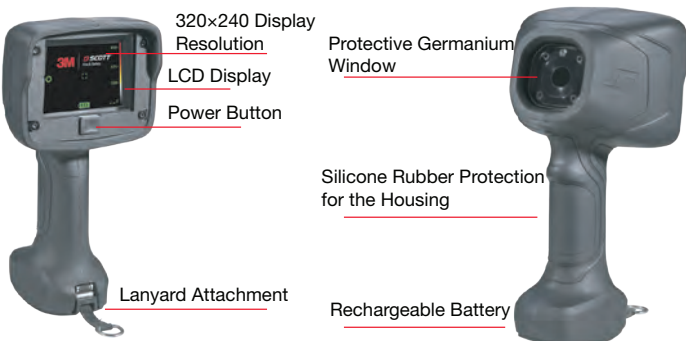 320×240 Display
Resolution
LCD Display
Power Button
Lanyard Attachment
Protective Germanium
Window
Silicone Rubber Protection
for the Housing
Rechargeable Battery
3M
SCOTT